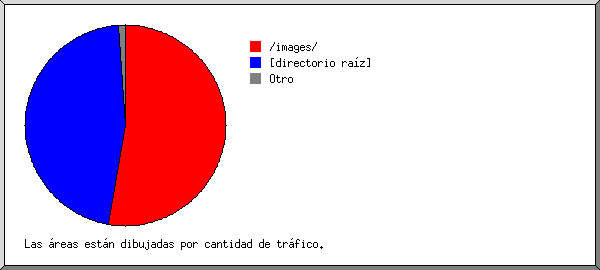 /images/
[directorio raíz]
Otro
Las áreas están dibujadas por cantidad de tráfico.